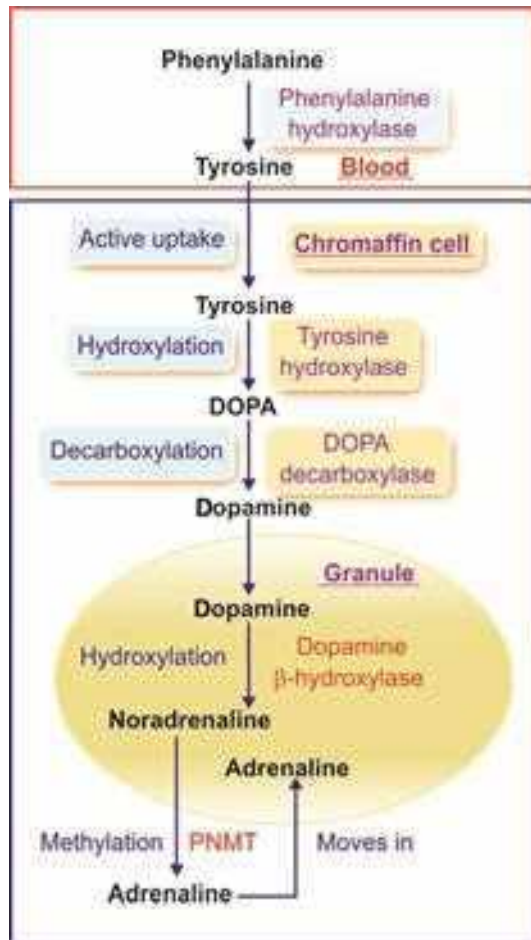 Phenylalanine
Phenylalanine
hydroxylase
Tyrosine Blood
Active uptake
Chromaffin cell
Tyrosine
Hydroxylation
Tyrosine
hydroxylase
DOPA
Decarboxylation
DOPA
decarboxylase
Dopamine
Granule
Dopamine
Hydroxylation
Dopamine
β-hydroxylase
Noradrenaline
Adrenaline
Methylation PNMT Moves in
Adrenaline